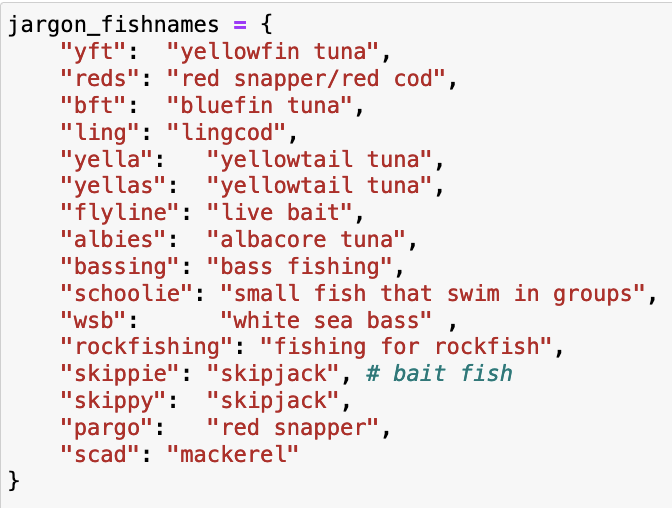 jargon_fishnames = {
    "yft":  "yellowfin tuna",
    "reds": "red snapper/red cod",
    "bft":  "bluefin tuna",
    "ling": "lingcod",
    "yella":   "yellowtail tuna",
    "yellas":  "yellowtail tuna",
    "flyline": "live bait",
    "albies":  "albacore tuna",
    "bassing": "bass fishing",
    "schoolie": "small fish that swim in groups",
    "wsb":      "white sea bass" ,
    "rockfishing": "fishing for rockfish",
    "skippie": "skipjack", # bait fish
    "skippy":  "skipjack",
    "pargo":   "red snapper",
    "scad": "mackerel"
}